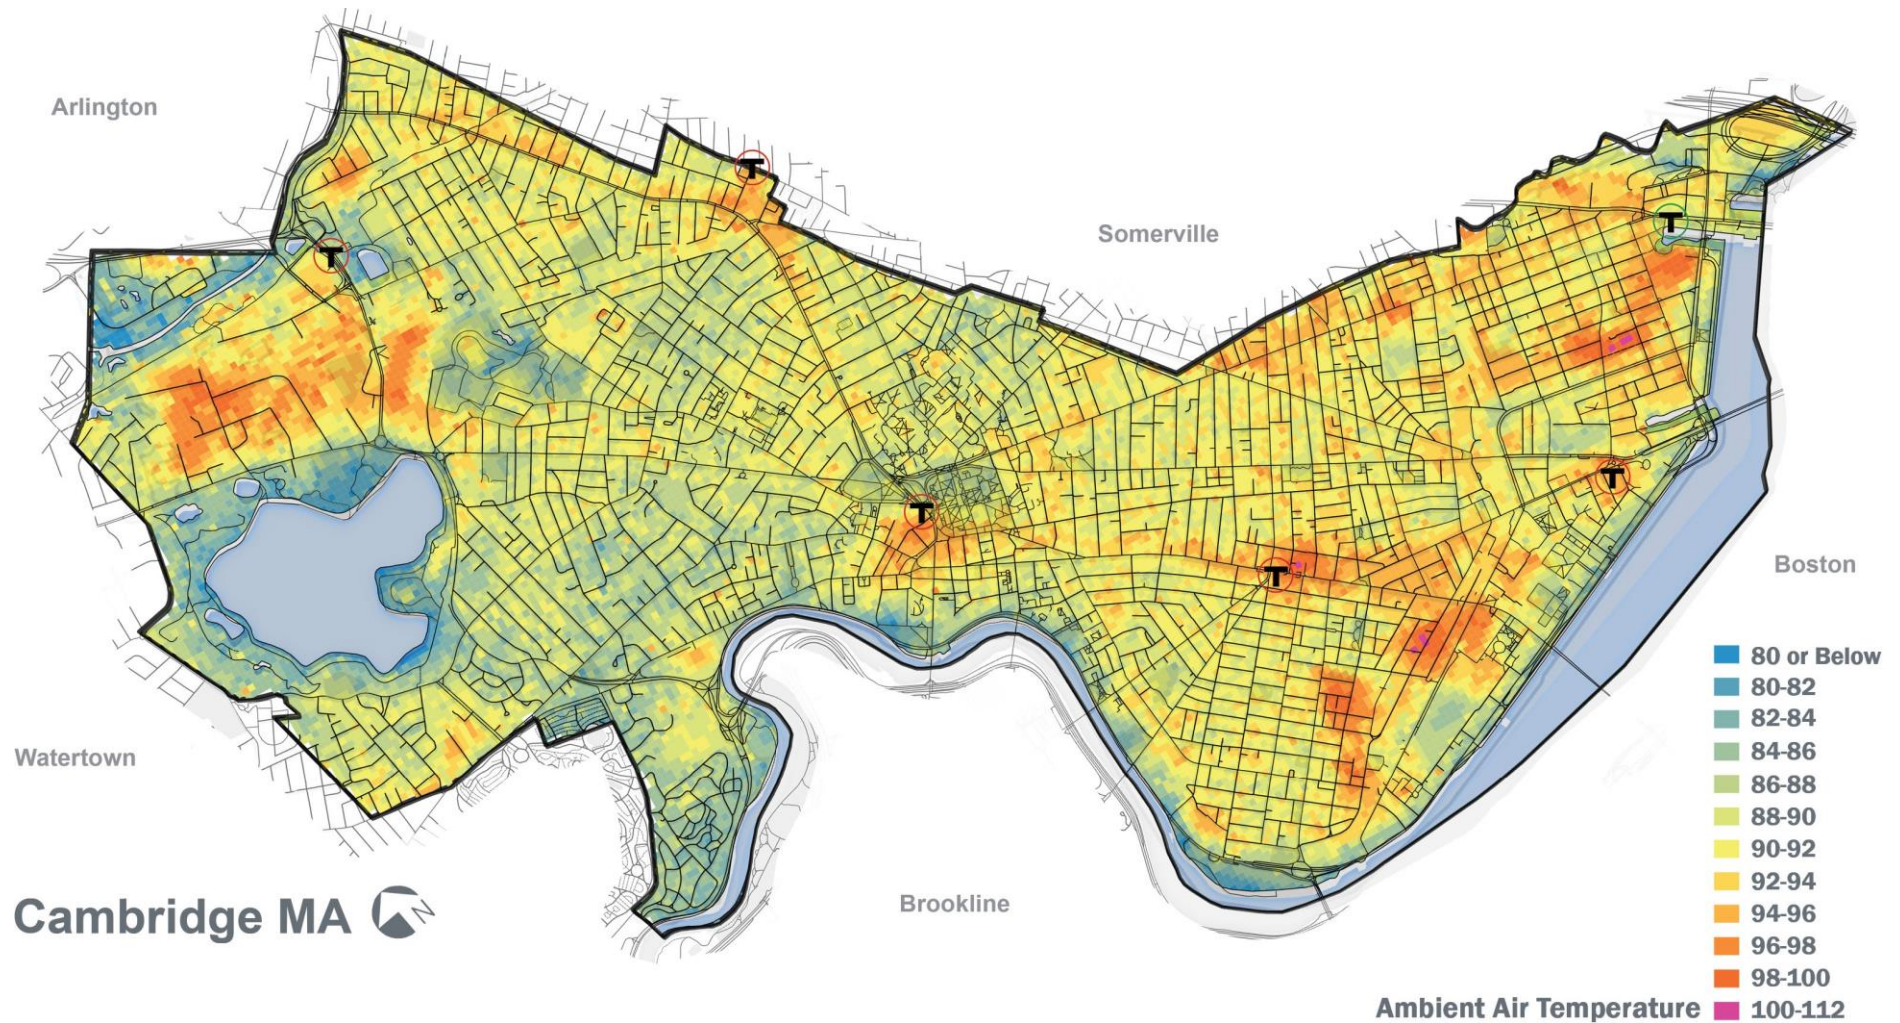 Arlington
T
Somerville
T
T
T
T
T
Boston
Watertown
Brookline
Cambridge MA
N
80 or Below
80-82
82-84
84-86
86-88
88-90
90-92
92-94
94-96
96-98
98-100
Ambient Air Temperature 100-112